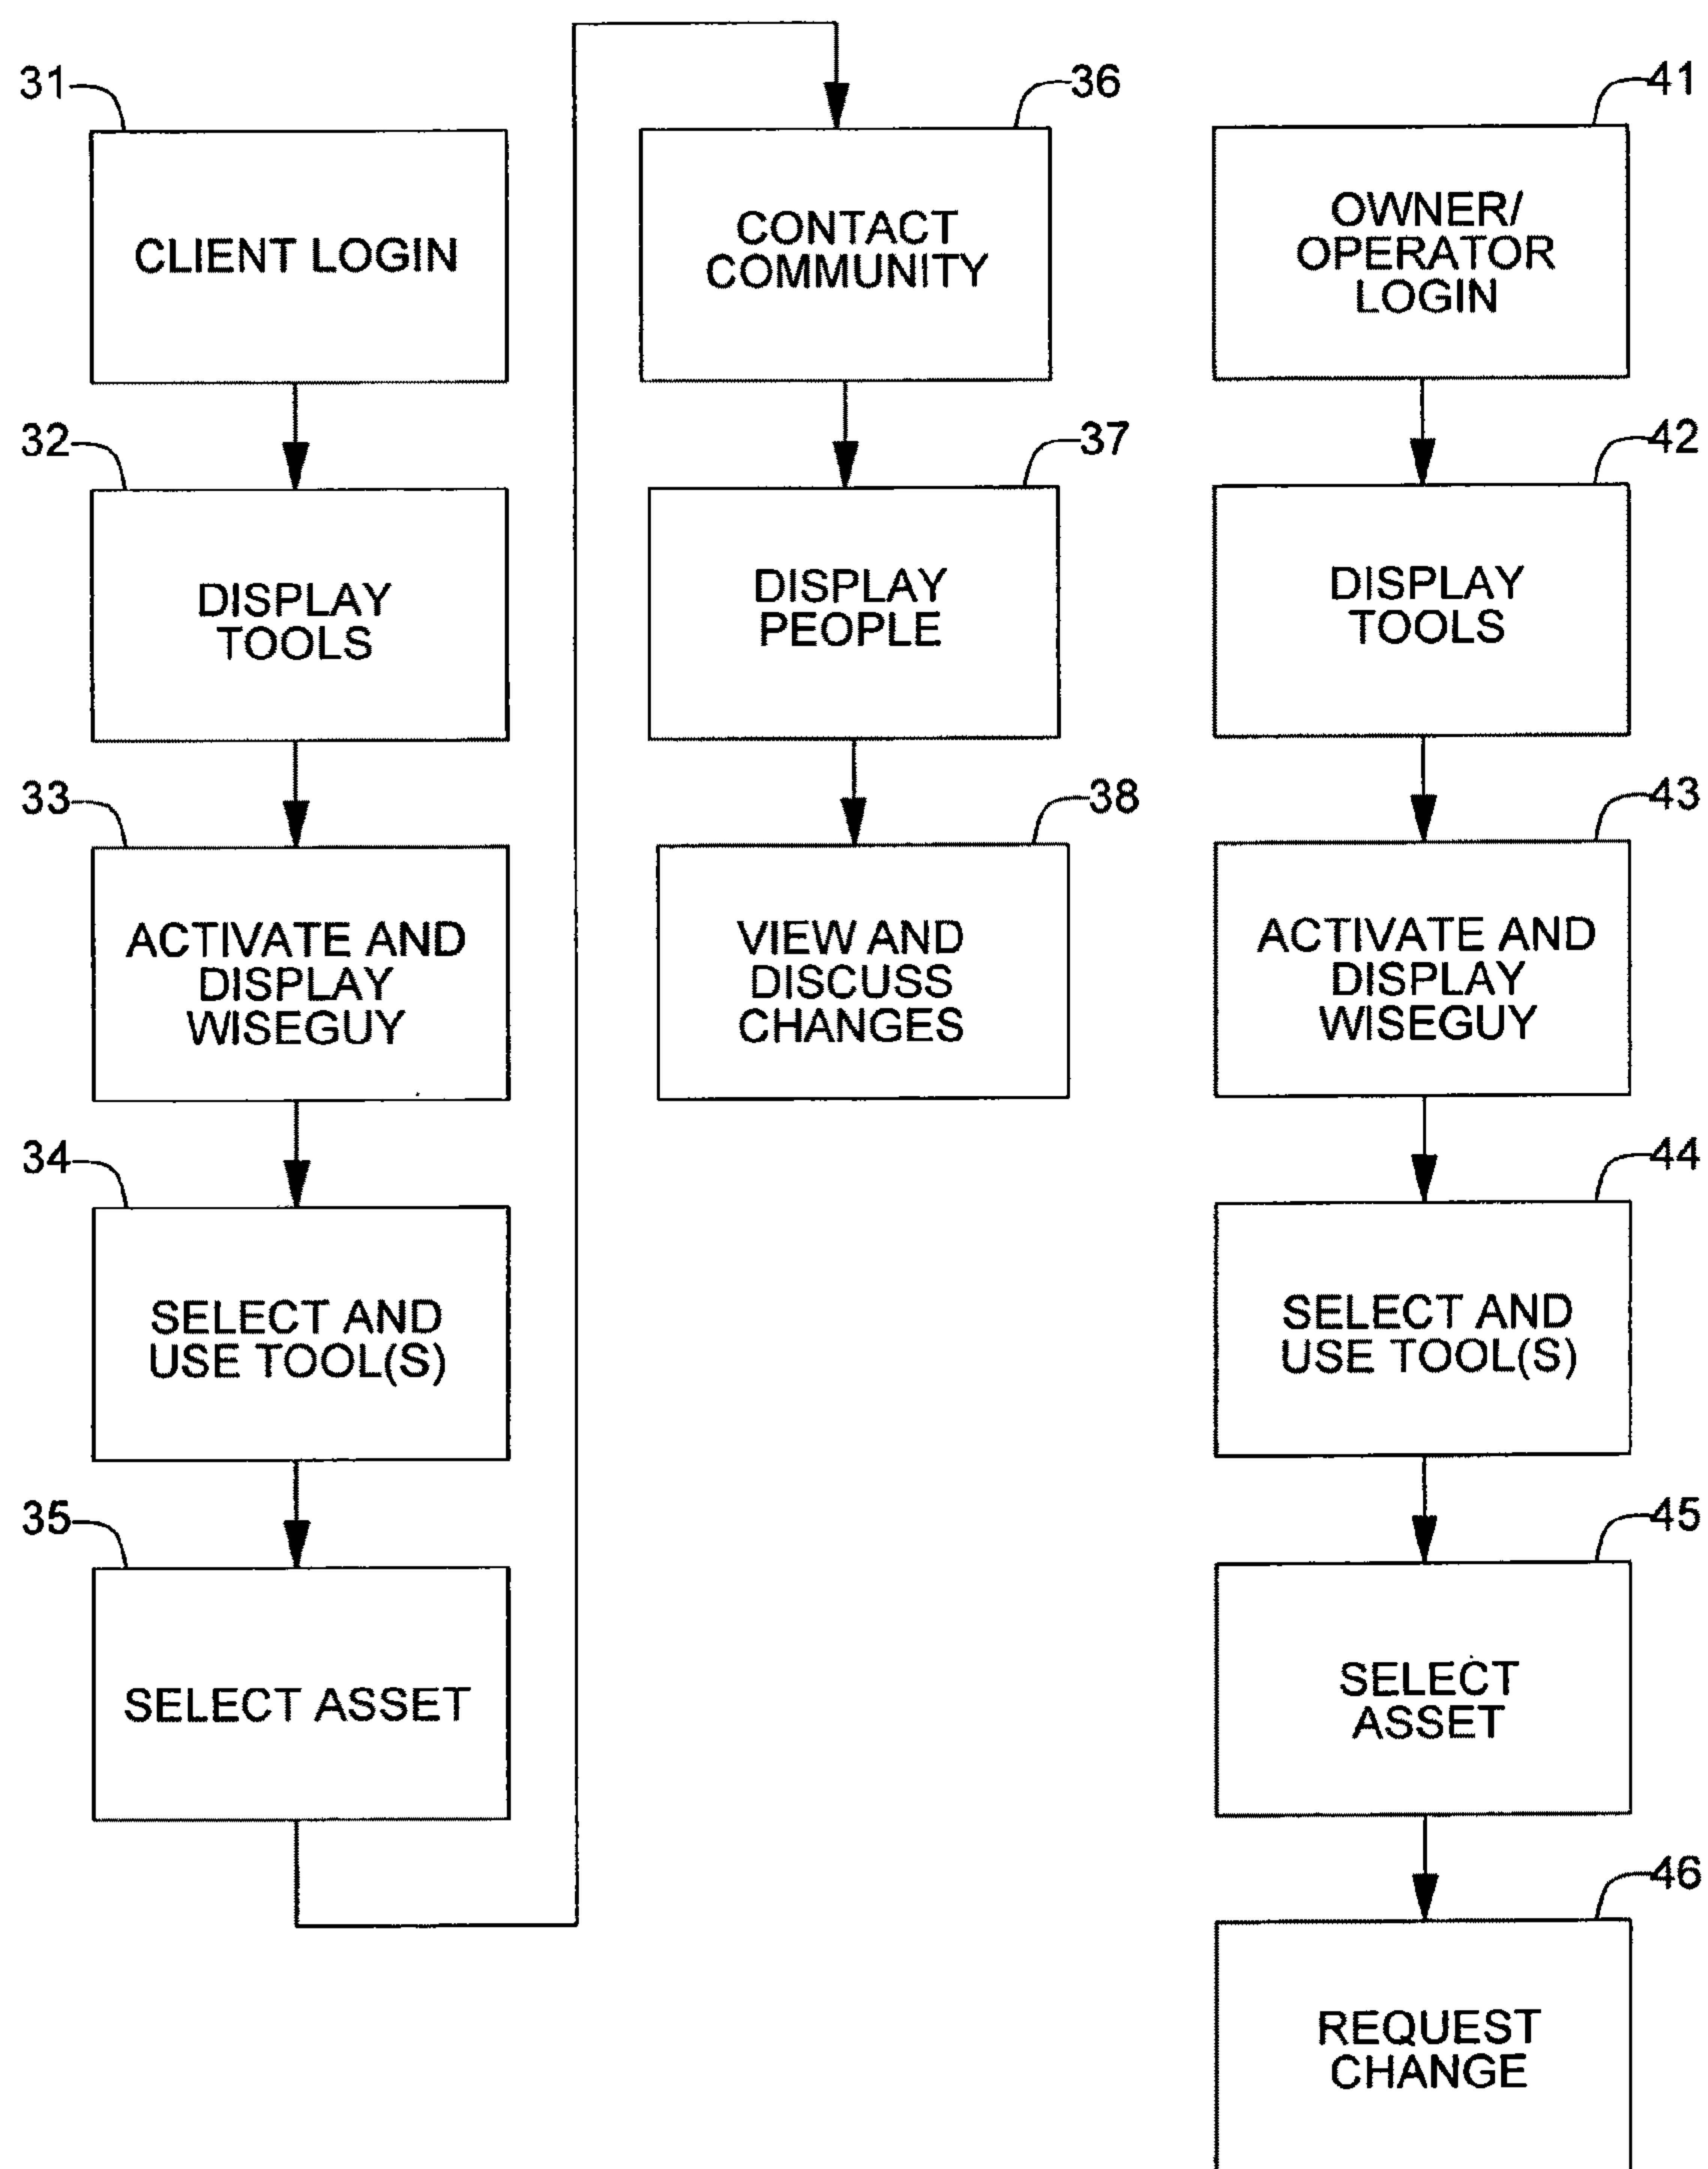 31
CLIENT LOGIN
32
DISPLAY
TOOLS
33
ACTIVATE AND
DISPLAY
WISEGUY
34
SELECT AND
USE TOOL(S)
35
SELECT ASSET
36
CONTACT
COMMUNITY
37
DISPLAY
PEOPLE
38
VIEW AND
DISCUSS
CHANGES
41
OWNER/
OPERATOR
LOGIN
42
DISPLAY
TOOLS
43
ACTIVATE AND
DISPLAY
WISEGUY
44
SELECT AND
USE TOOL(S)
45
SELECT
ASSET
46
REQUEST
CHANGE